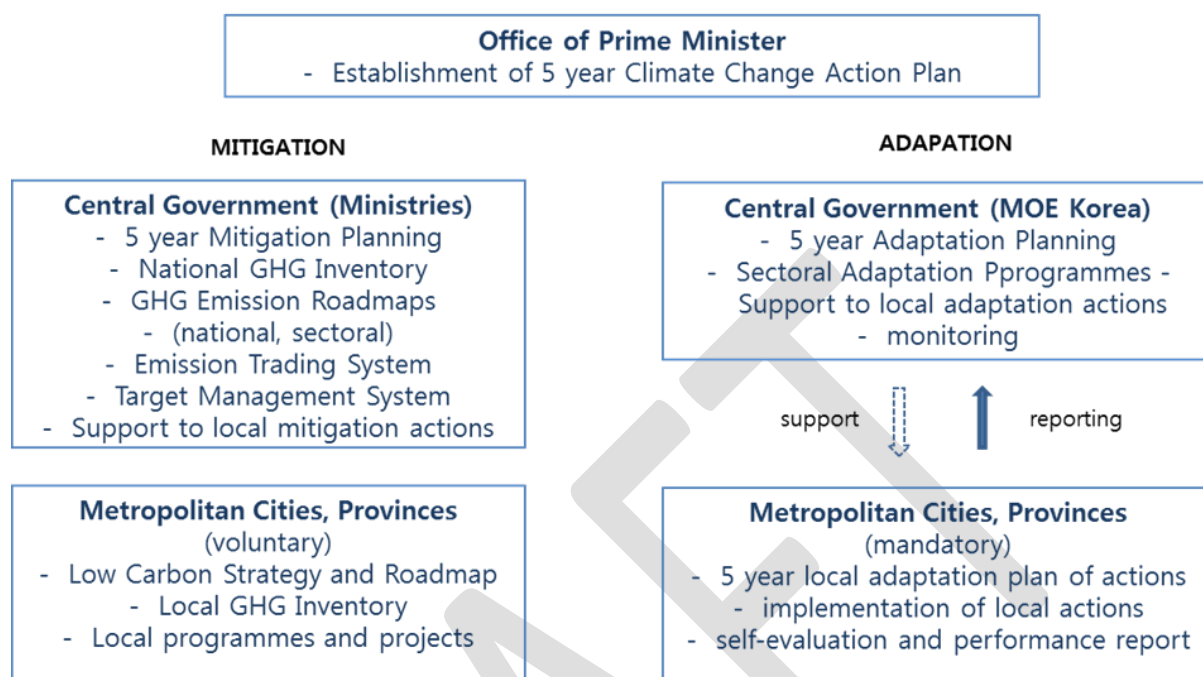 Office of Prime Minister
- Establishment of 5 year Climate Change Action Plan
MITIGATION
Central Government (Ministries)
- 5 year Mitigation Planning
- National GHG Inventory
- GHG Emission Roadmaps
- (national, sectoral)
- Emission Trading System
- Target Management System
- Support to local mitigation actions
Metropolitan Cities, Provinces
(voluntary)
- Low Carbon Strategy and Roadmap
- Local GHG Inventory
- Local programmes and projects
ADAPATION
Central Government (MOE Korea)
- 5 year Adaptation Planning
- Sectoral Adaptation Pprogrammes -
Support to local adaptation actions
- monitoring
support
reporting
Metropolitan Cities, Provinces
(mandatory)
- 5 year local adaptation plan of actions
- implementation of local actions
- self-evaluation and performance report